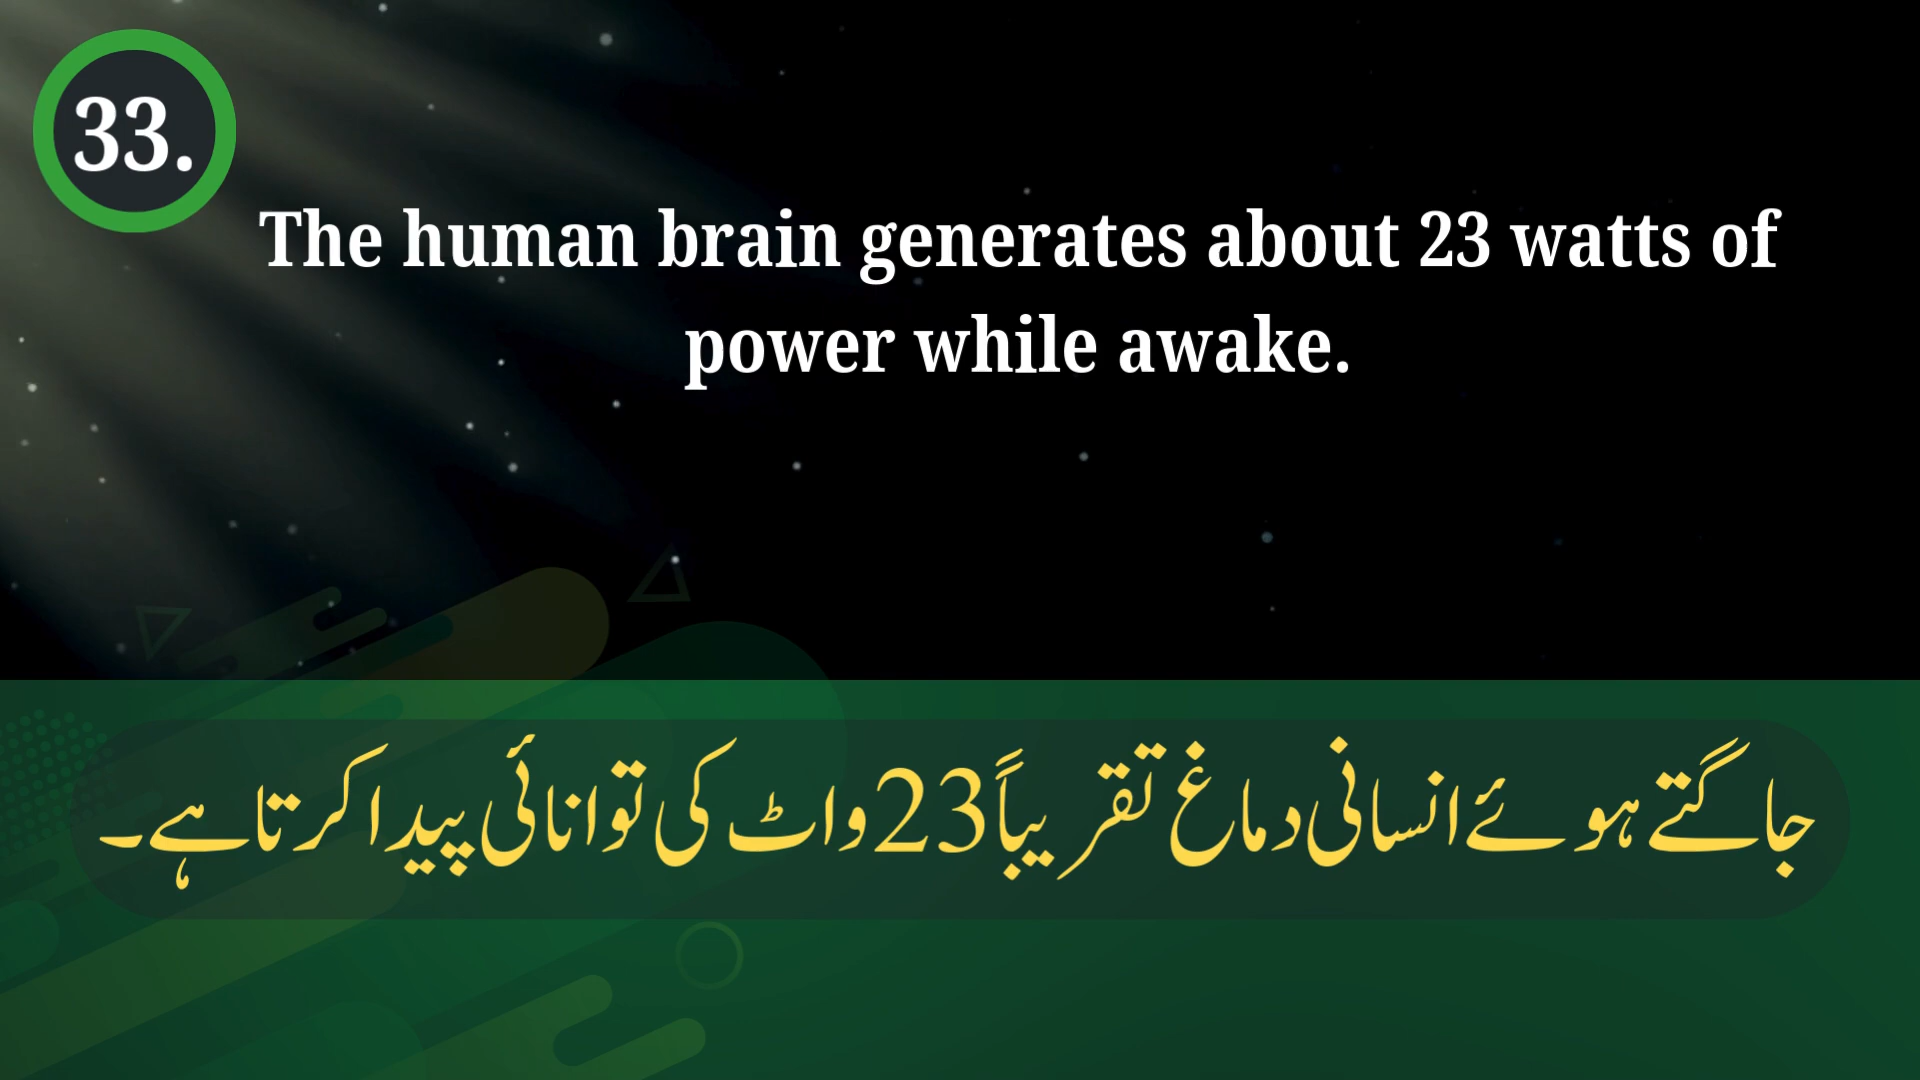 33.
The human brain generates about 23 watts of
power while awake.
جاگتے ہوئے انسانی دماغ تقریباً 23 واٹ کی توانائی پیدا کرتا ہے۔